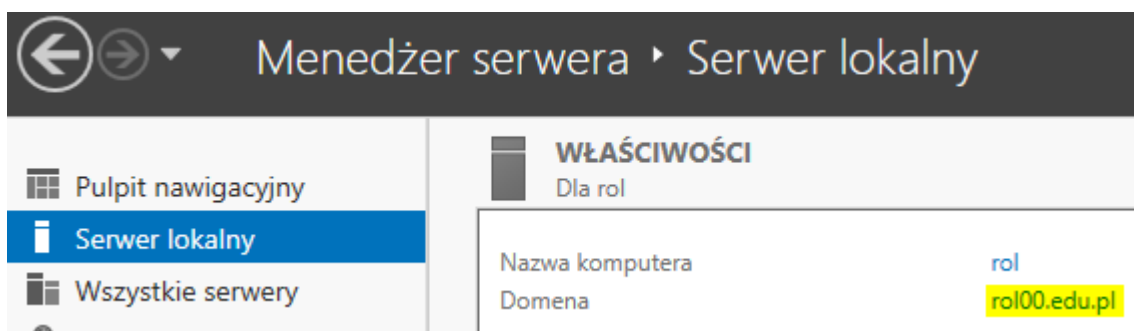 Menedżer serwera ‣ Serwer lokalny
Pulpit nawigacyjny
Serwer lokalny
Wszystkie serwery
WŁAŚCIWOŚCI
Dla rol
Nazwa komputera rol
Domena rol00.edu.pl